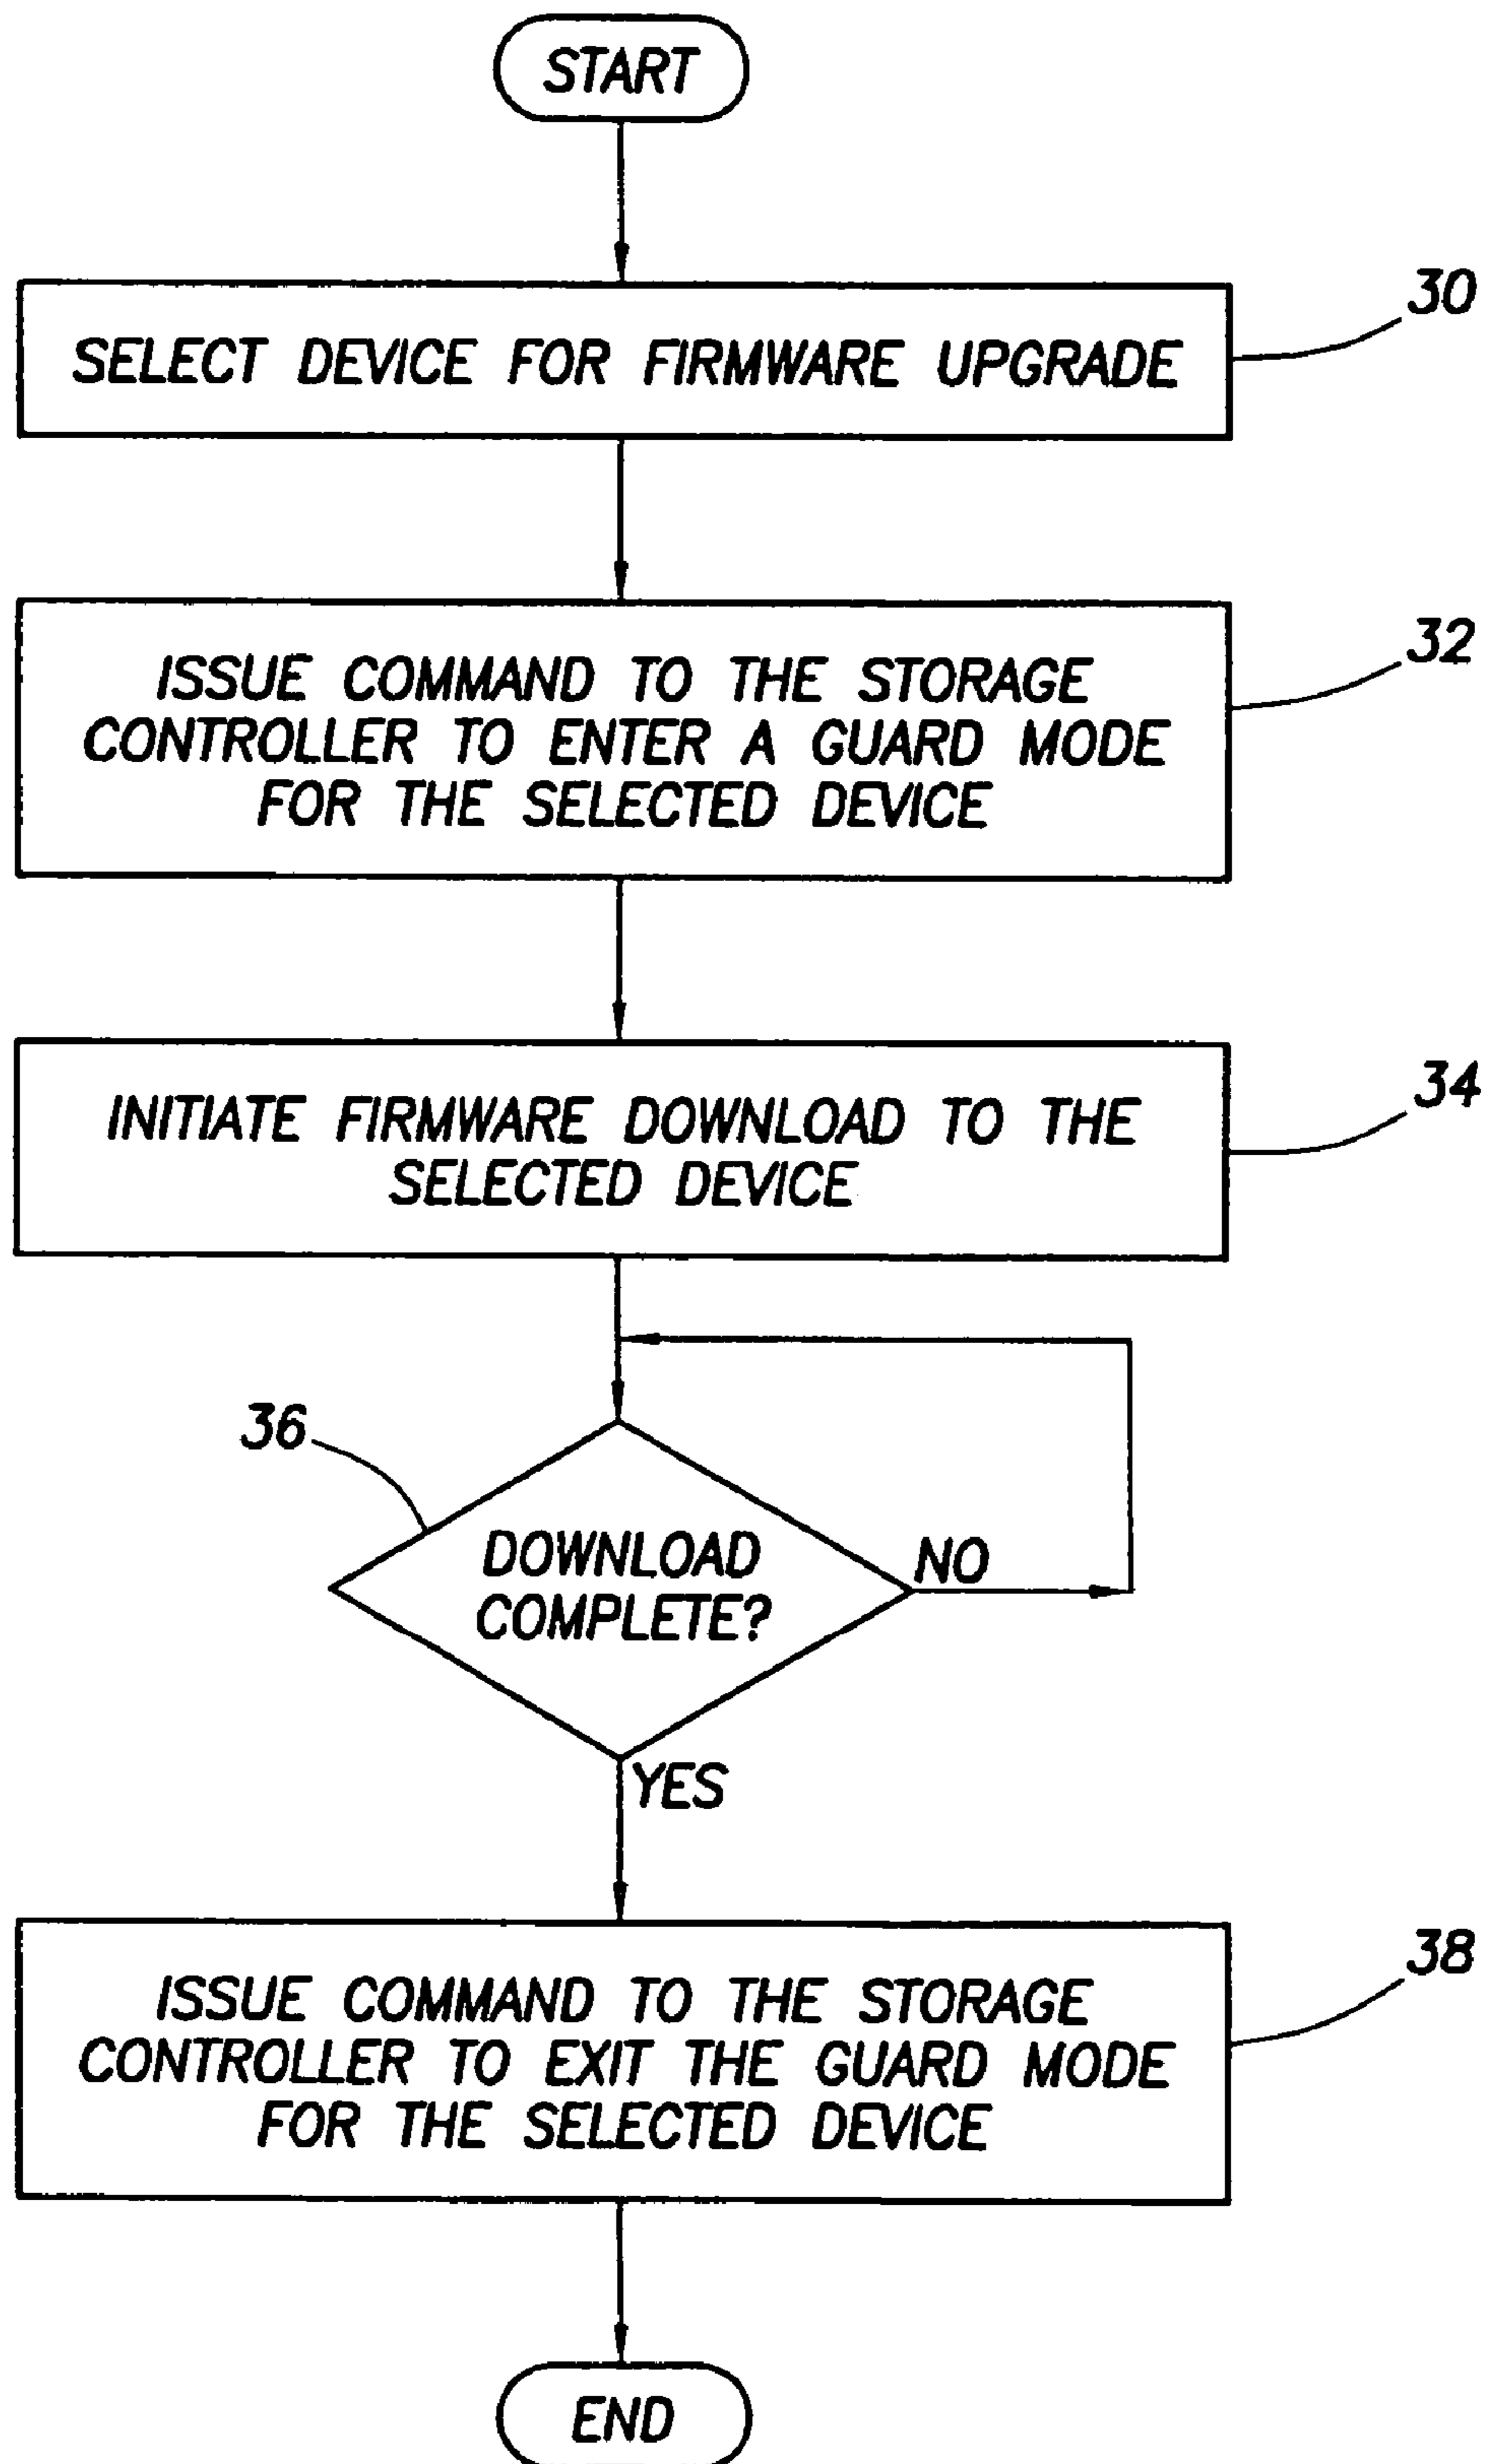 START
30
SELECT DEVICE FOR FIRMWARE UPGRADE
32
ISSUE COMMAND TO THE STORAGE
CONTROLLER TO ENTER A GUARD MODE
FOR THE SELECTED DEVICE
34
INITIATE FIRMWARE DOWNLOAD TO THE
SELECTED DEVICE
36
DOWNLOAD
COMPLETE?
NO
YES
38
ISSUE COMMAND TO THE STORAGE
CONTROLLER TO EXIT THE GUARD MODE
FOR THE SELECTED DEVICE
END